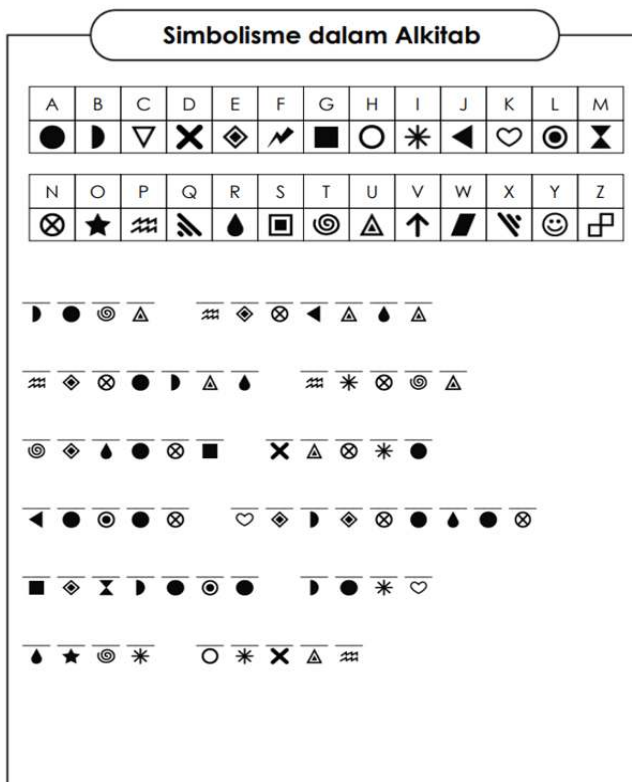 Simbolisme dalam Alkitab
A B C D E F G H I J K L M
N O P Q R S T U V W X Y Z